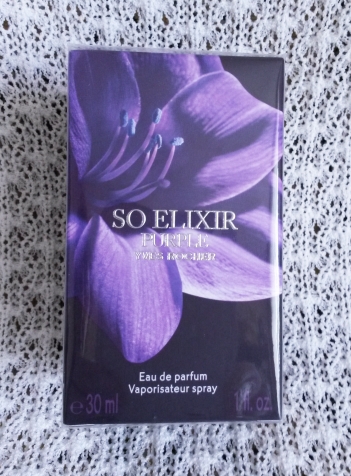 SO ELIXIR
PURPLE
YVES ROCHER
Eau de parfum
Vaporisateur spray
℮ 30 ml 1 fl. oz.